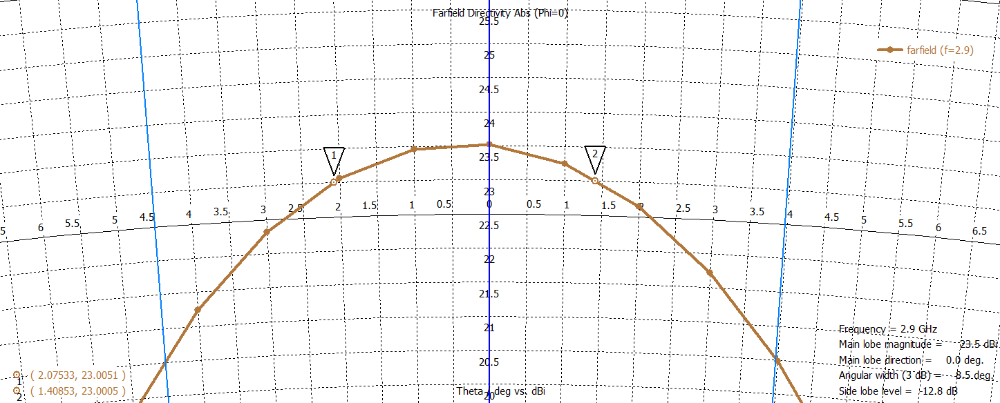 Farfield Directivity Abs (Phi=0)
25.5
farfield (f=2.9)
25
24.5
24
1
2
23.5
23
5 6 5.5 5 4.5 4 3.5 3 2.5 2 1.5 1 0.5 0 0.5 1 1.5 2 2.5 3 3.5 4 4.5 5 5.5 6 6.5
22.5
22
21.5
21
20.5
20
Frequency = 2.9 GHz
Main lobe magnitude = 23.5 dBi
Main lobe direction = 0.0 deg.
Angular width (3 dB) = 8.5 deg.
Side lobe level = -12.8 dB
1 ( 2.07533, 23.0051 )
2 ( 1.40853, 23.0005 )
Theta / deg vs. dBi